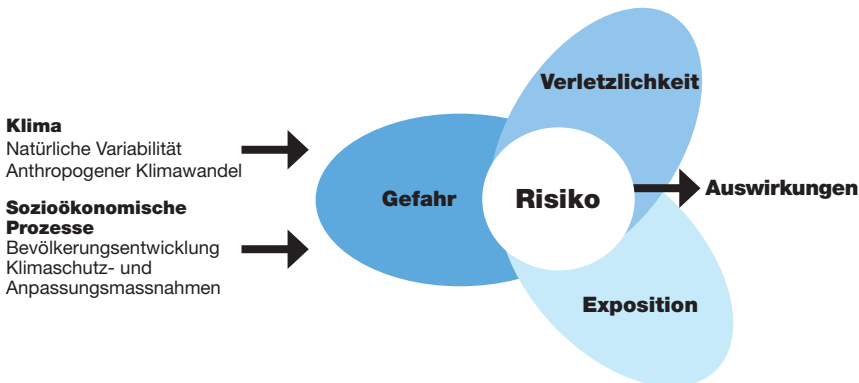 Klima
Natürliche Variabilität
Anthropogener Klimawandel
Sozioökonomische
Prozesse
Bevölkerungsentwicklung
Klimaschutz- und
Anpassungsmassnahmen
Gefahr
Verletzlichkeit
Risiko
Exposition
Auswirkungen